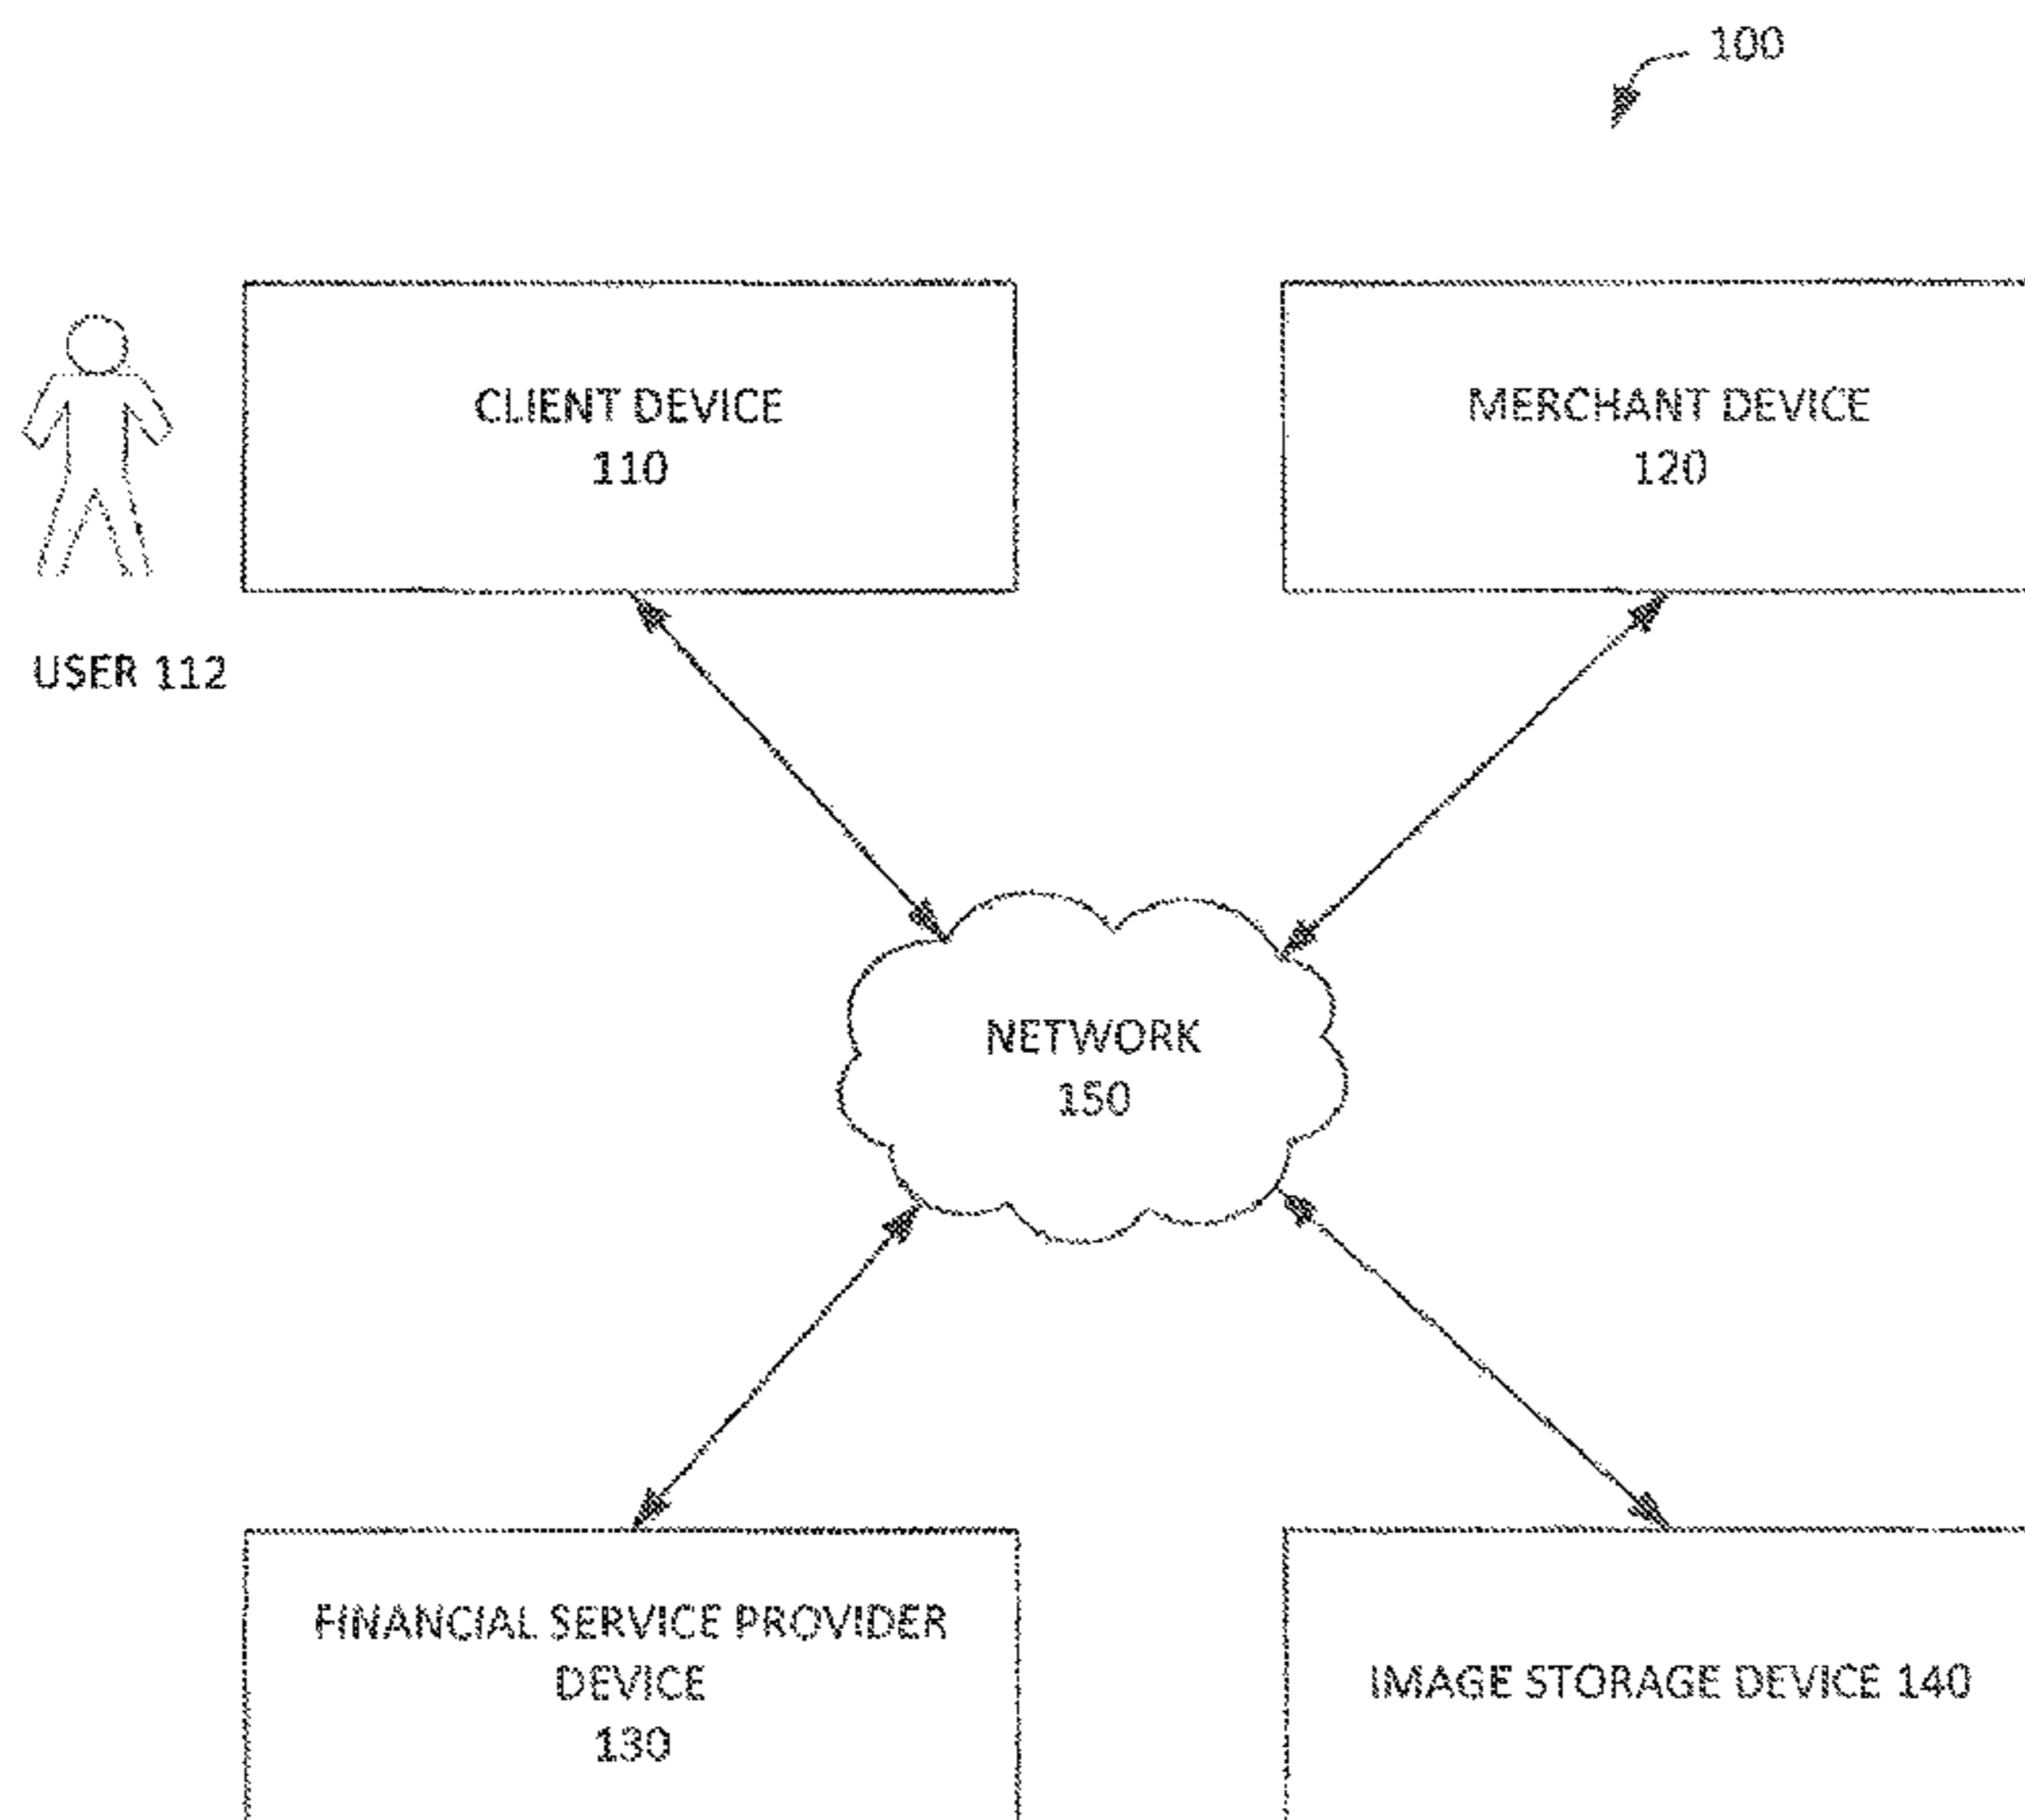 100
CLIENT DEVICE
110
MERCHANT DEVICE
120
USER 112
NETWORK
150
FINANCIAL SERVICE PROVIDER
DEVICE
130
IMAGE STORAGE DEVICE 140